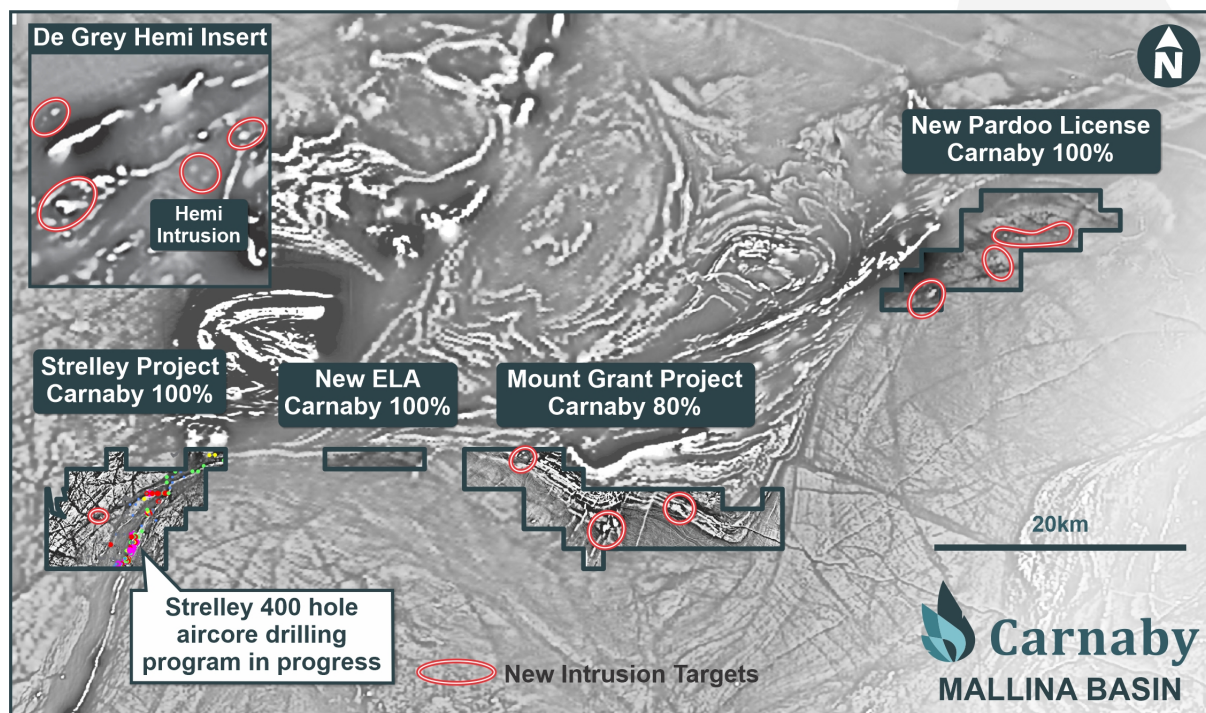 De Grey Hemi Insert
Hemi
Intrusion
N
New Pardoo License
Carnaby 100%
Strelley Project
Carnaby 100%
New ELA
Carnaby 100%
Mount Grant Project
Carnaby 80%
20km
Strelley 400 hole
aircore drilling
program in progress
New Intrusion Targets
Carnaby
MALLINA BASIN